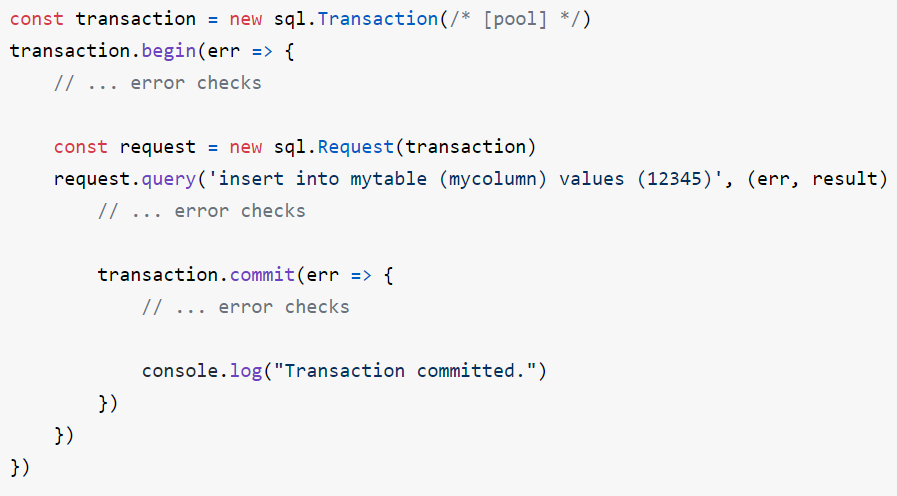 const transaction = new sql.Transaction(/* [pool] */)
transaction.begin(err => {
    // ... error checks

    const request = new sql.Request(transaction)
    request.query('insert into mytable (mycolumn) values (12345)', (err, result)
        // ... error checks

        transaction.commit(err => {
            // ... error checks

            console.log("Transaction committed.")
        })
    })
})